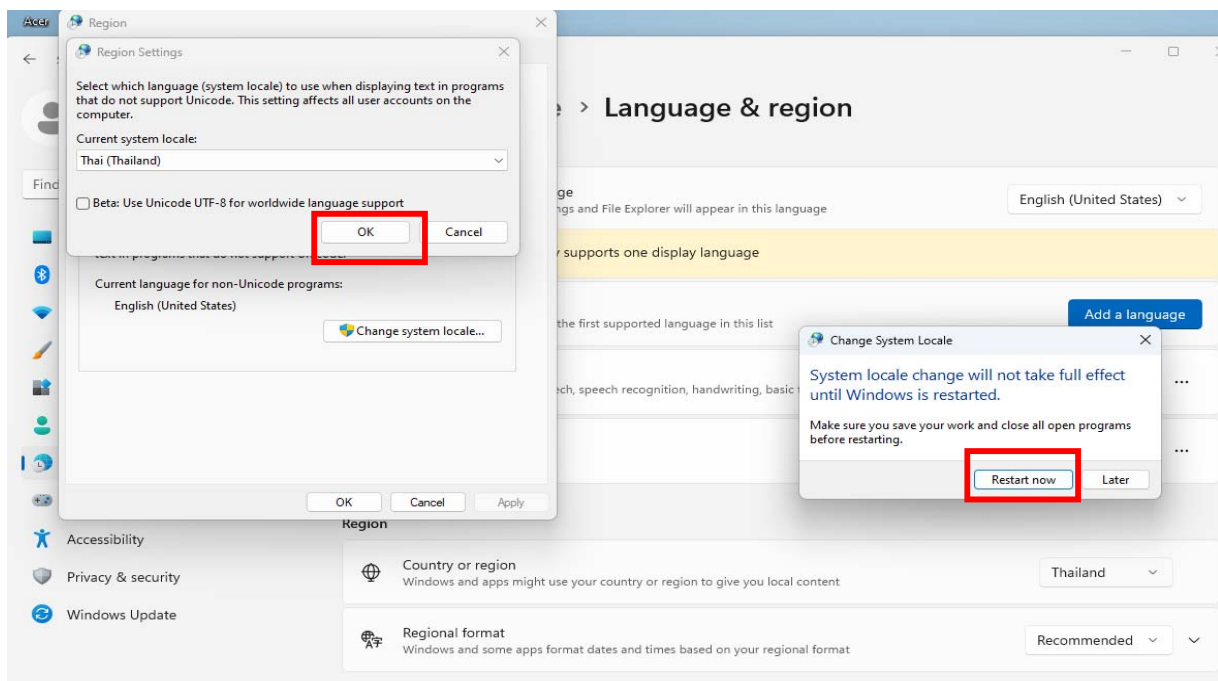 Acer
Region
Region Settings
Select which language (system locale) to use when displaying text in programs
that do not support Unicode. This setting affects all user accounts on the
computer.
Current system locale:
Thai (Thailand)
Beta: Use Unicode UTF-8 for worldwide language support
OK Cancel
text in programs that do not support Unicode.
Current language for non-Unicode programs:
English (United States)
Change system locale...
OK Cancel Apply
Find
> Language & region
ge
ngs and File Explorer will appear in this language
English (United States)
supports one display language
the first supported language in this list
Add a language
ech, speech recognition, handwriting, basic
Change System Locale
System locale change will not take full effect
until Windows is restarted.
Make sure you save your work and close all open programs
before restarting.
Restart now Later
Accessibility
Privacy & security
Windows Update
Region
Country or region
Windows and apps might use your country or region to give you local content
Thailand
Regional format
Windows and some apps format dates and times based on your regional format
Recommended